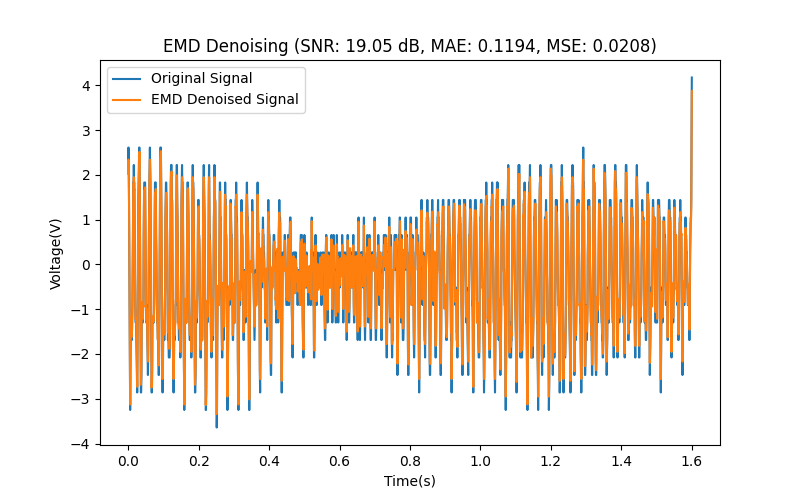 EMD Denoising (SNR: 19.05 dB, MAE: 0.1194, MSE: 0.0208)
Original Signal
EMD Denoised Signal
4
3
2
1
0
−1
−2
−3
−4
Voltage(V)
0.0 0.2 0.4 0.6 0.8 1.0 1.2 1.4 1.6
Time(s)